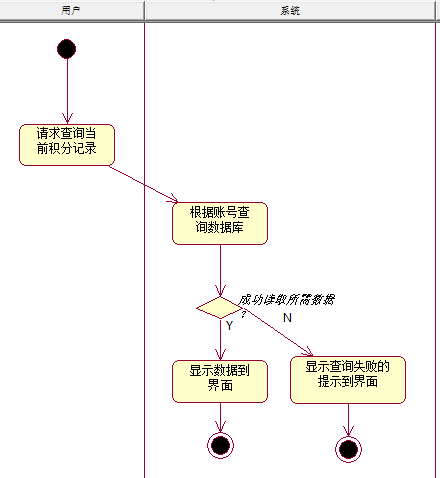 用户
系统
请求查询当
前积分记录
根据账号查
询数据库
成功读取所需数据
?
N
Y
显示数据到
界面
显示查询失败的
提示到界面